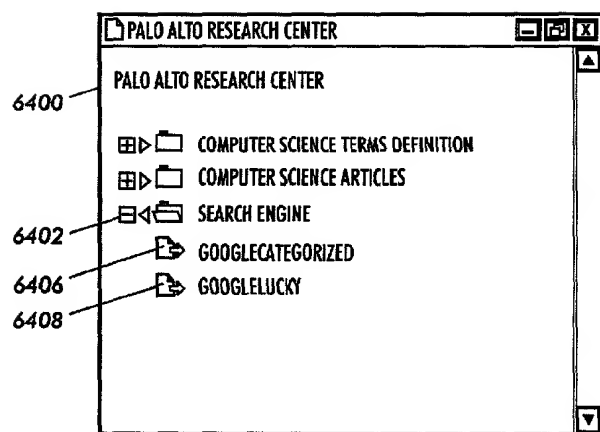 PALO ALTO RESEARCH CENTER
PALO ALTO RESEARCH CENTER
6400
COMPUTER SCIENCE TERMS DEFINITION
COMPUTER SCIENCE ARTICLES
SEARCH ENGINE
6402
GOOGLECATEGORIZED
6406
GOOGLELUCKY
6408